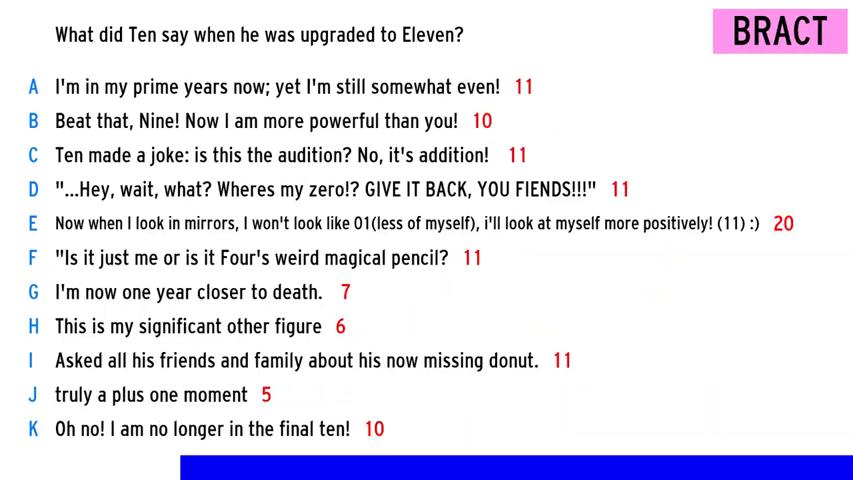 What did Ten say when he was upgraded to Eleven?
BRACT
A I'm in my prime years now; yet I'm still somewhat even! 11
B Beat that, Nine! Now I am more powerful than you! 10
C Ten made a joke: is this the audition? No, it's addition! 11
D "...Hey, wait, what? Wheres my zero!? GIVE IT BACK, YOU FIENDS!!!" 11
E Now when I look in mirrors, I won't look like 01(less of myself), i'll look at myself more positively! (11) :) 20
F "Is it just me or is it Four's weird magical pencil? 11
G I'm now one year closer to death. 7
H This is my significant other figure 6
I Asked all his friends and family about his now missing donut. 11
J truly a plus one moment 5
K Oh no! I am no longer in the final ten! 10